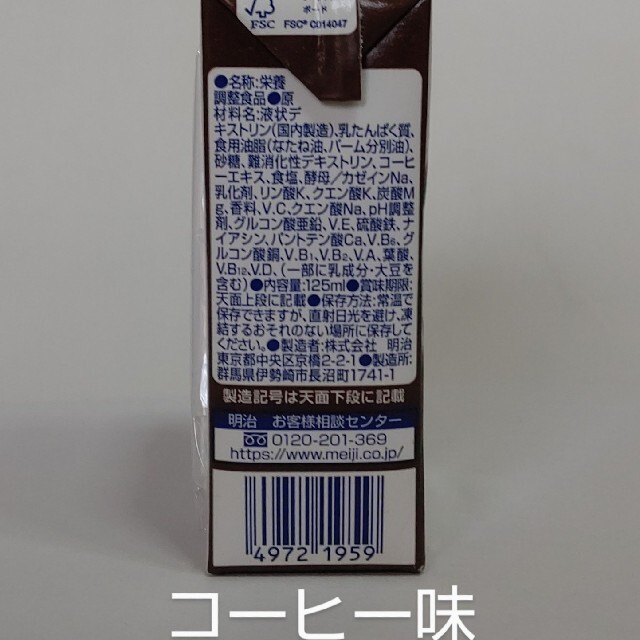 ボード
FSC FSC® C014047
●名称:栄養
調整食品●原
材料名:液状デ
キストリン(国内製造)、乳たんぱく質、
食用油脂(なたね油、パーム分別油)、
砂糖、難消化性デキストリン、コーヒ
ーエキス、食塩、酵母/カゼインNa、
乳化剤、リン酸K、クエン酸K、炭酸M
g、香料、V.C、クエン酸Na、pH調整
剤、グルコン酸亜鉛、V.E、硫酸鉄、ナ
イアシン、パントテン酸Ca、V.B₆、グ
ルコン酸銅、V.B₁、V.B₂、V.A、葉酸、
V.B₁₂、V.D、(一部に乳成分・大豆を
含む)●内容量:125ml●賞味期限:
天面上段に記載●保存方法:常温で
保存できますが、直射日光を避け、凍
結するおそれのない場所に保存して
ください。●製造者:株式会社 明治
東京都中央区京橋2-2-1●製造所:
群馬県伊勢崎市長沼町1741-1
製造記号は天面下段に記載
明治 お客様相談センター
0120-201-369
https://www.meiji.co.jp/
4972 1959
コーヒー味